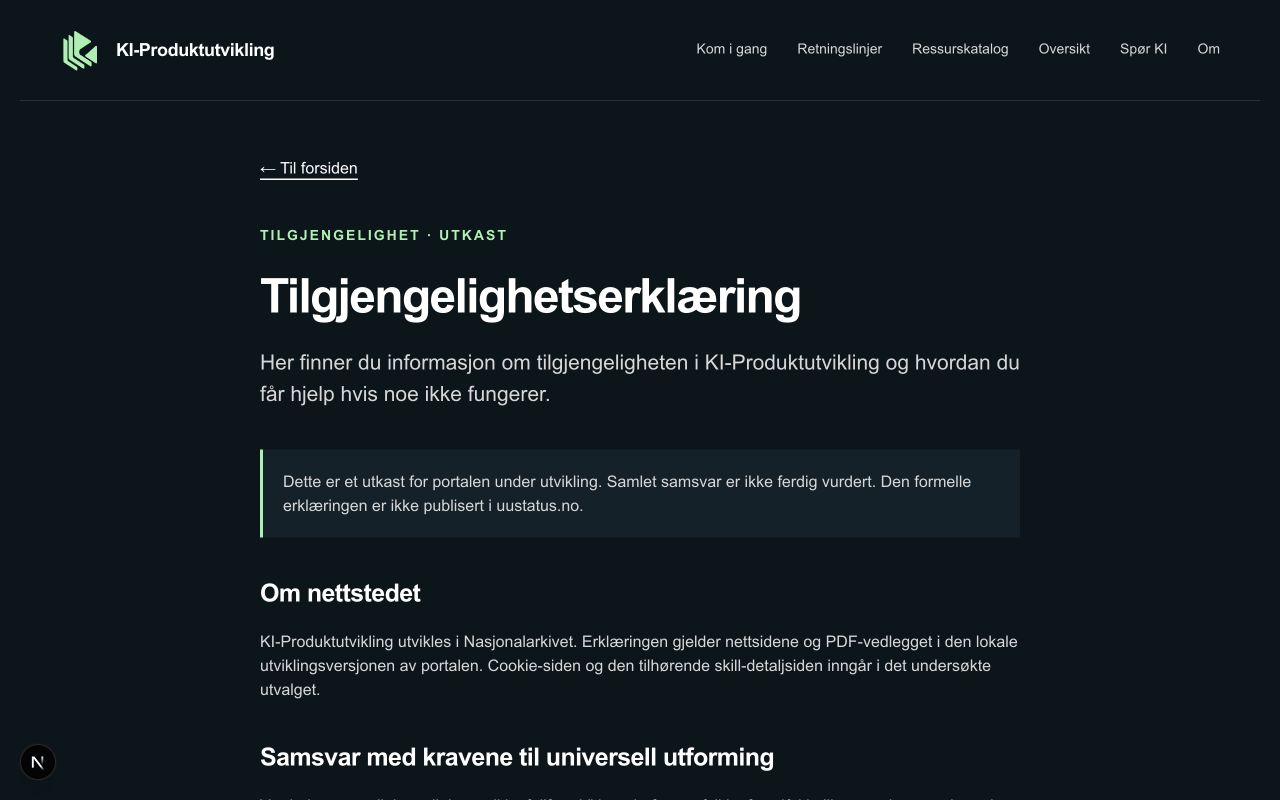 KI-Produktutvikling
Kom i gang
Retningslinjer
Ressurskatalog
Oversikt
Spør KI
Om
← Til forsiden
TILGJENGELIGHET · UTKAST
Tilgjengelighetserklæring
Her finner du informasjon om tilgjengeligheten i KI-Produktutvikling og hvordan du
får hjelp hvis noe ikke fungerer.
Dette er et utkast for portalen under utvikling. Samlet samsvar er ikke ferdig vurdert. Den formelle
erklæringen er ikke publisert i uustatus.no.
Om nettstedet
KI-Produktutvikling utvikles i Nasjonalarkivet. Erklæringen gjelder nettsidene og PDF-vedlegget i den lokale
utviklingsversjonen av portalen. Cookie-siden og den tilhørende skill-detaljsiden inngår i det undersøkte
utvalget.
Samsvar med kravene til universell utforming
N